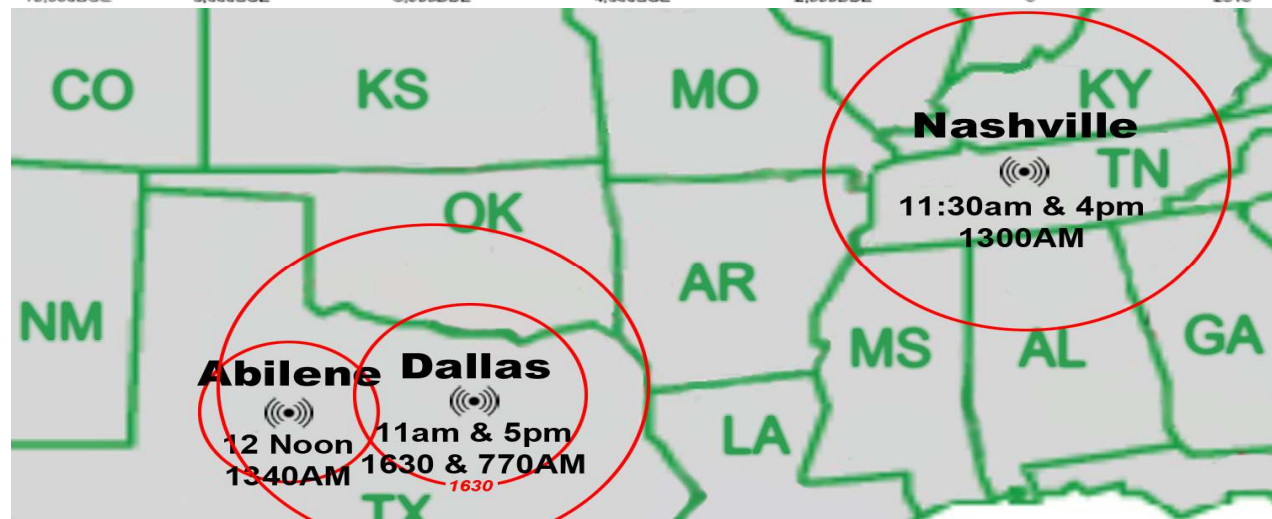 CO
KS
MO
KY
Nashville
TN
11:30am & 4pm
1300AM
OK
AR
NM
MS
AL
GA
Abilene
12 Noon
1340AM
Dallas
11am & 5pm
1630 & 770AM
1630
LA
TX